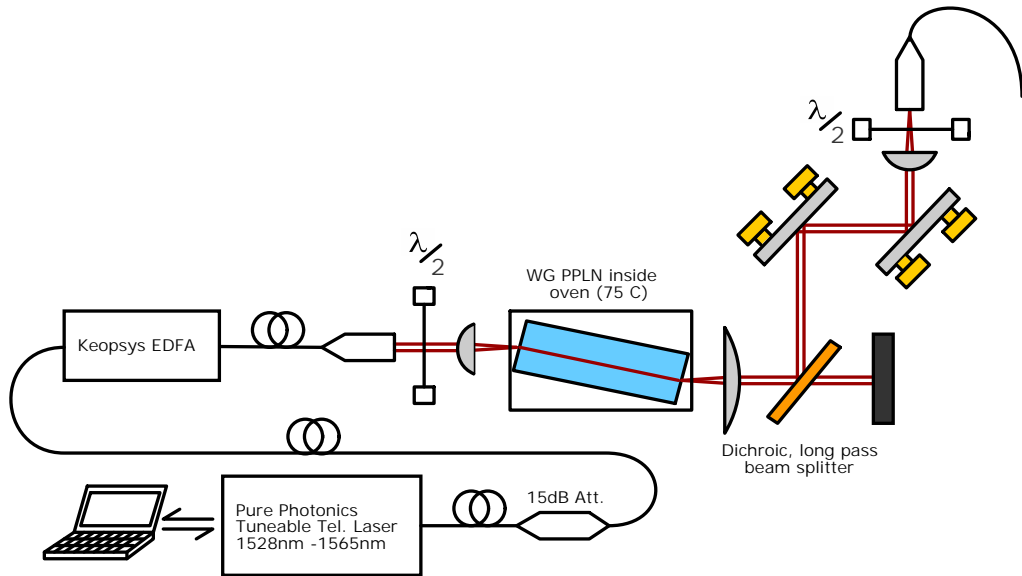 λ/2
λ/2
WG PPLN inside
oven (75 C)
Keopsys EDFA
Dichroic, long pass
beam splitter
15dB Att.
Pure Photonics
Tuneable Tel. Laser
1528nm -1565nm